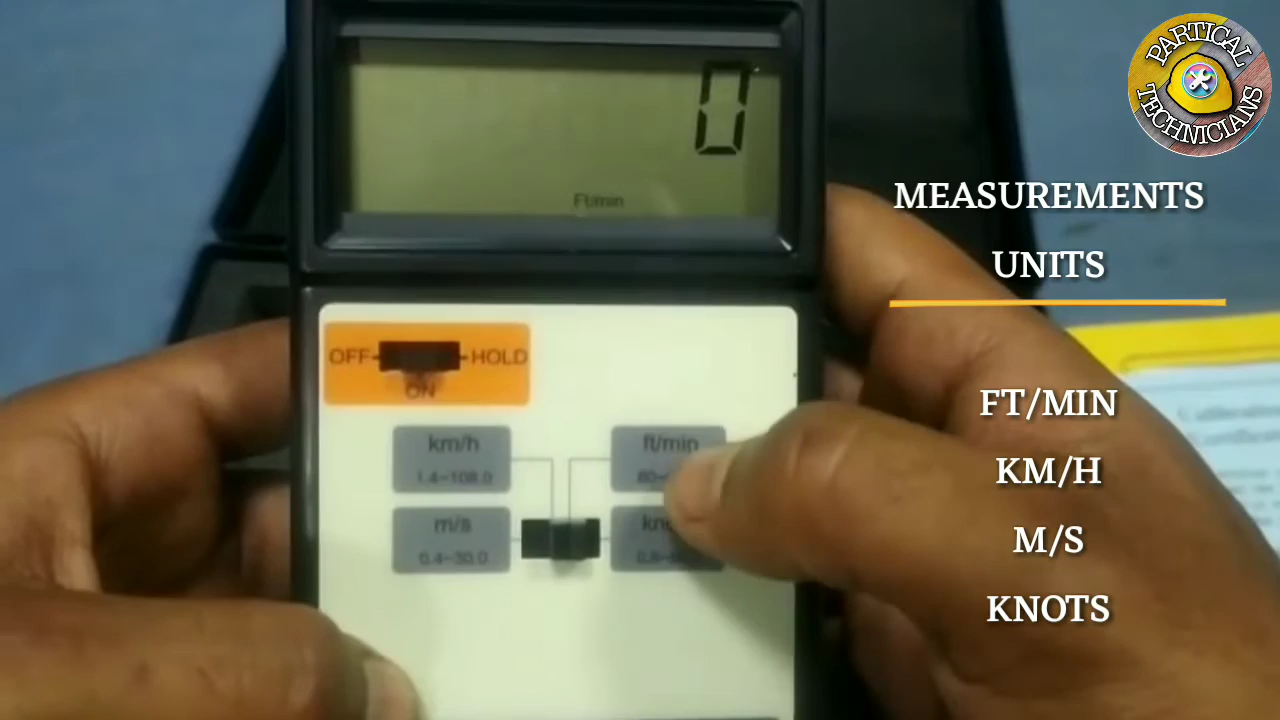 PARTICAL
TECHNICIANS
0
Ft/min
MEASUREMENTS
UNITS
OFF
HOLD
ON
km/h
1.4~108.0
ft/min
m/s
0.4~30.0
FT/MIN
KM/H
M/S
KNOTS